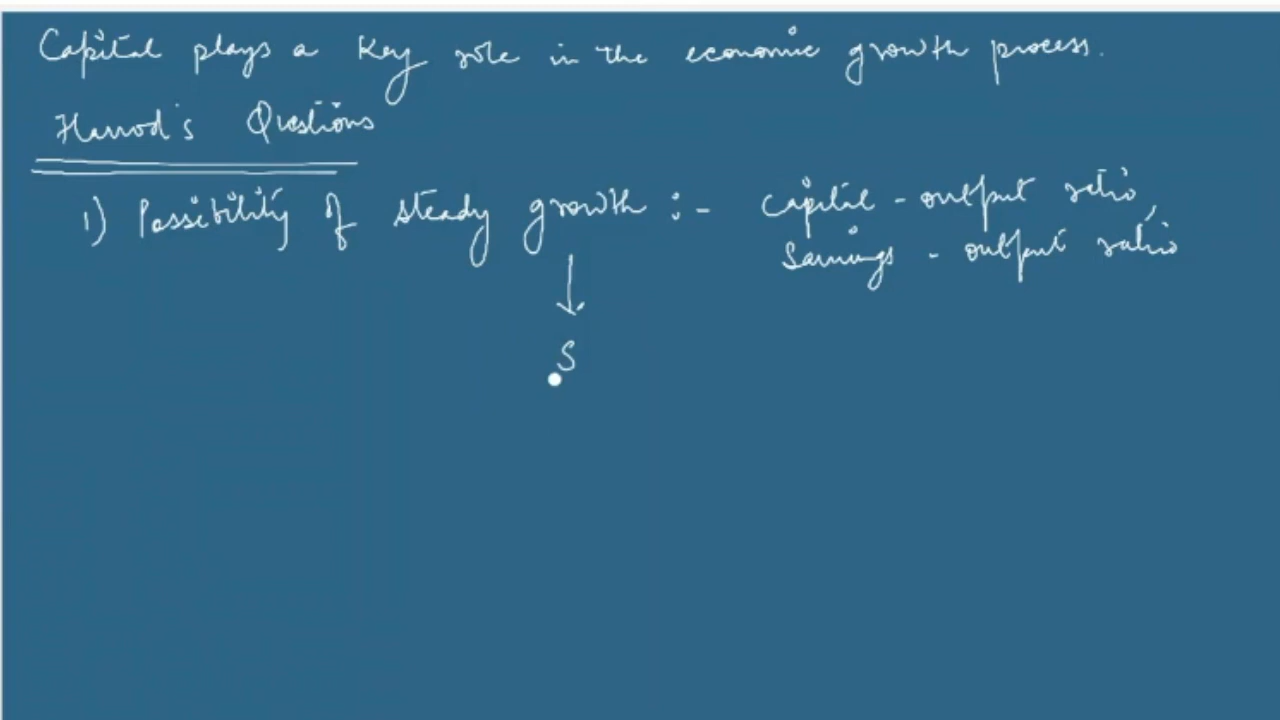 Capital plays a key role in the economic growth process.
Harrod's Questions
1) Possibility of steady growth :- capital - output ratio,
Savings - output ratio
S